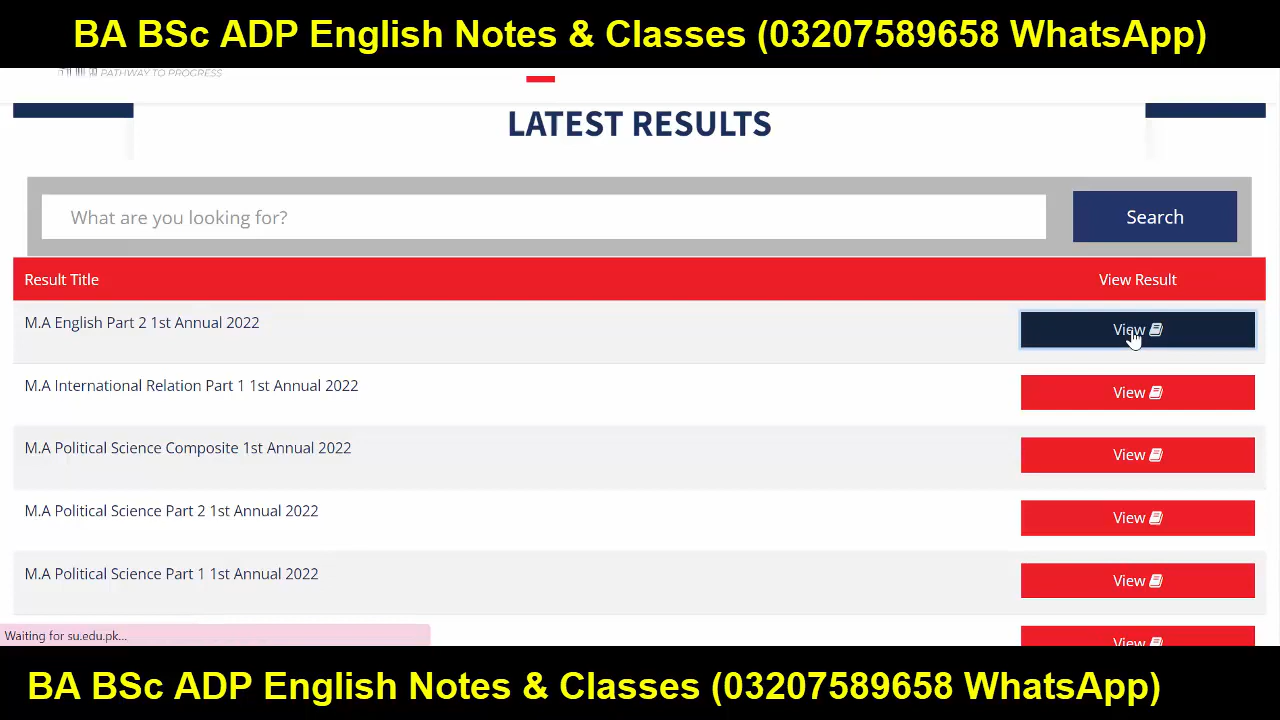 BA BSc ADP English Notes & Classes (03207589658 WhatsApp)
PATHWAY TO PROGRESS
LATEST RESULTS
What are you looking for?
Search
Result Title
View Result
M.A English Part 2 1st Annual 2022
View
M.A International Relation Part 1 1st Annual 2022
View
M.A Political Science Composite 1st Annual 2022
View
M.A Political Science Part 2 1st Annual 2022
View
M.A Political Science Part 1 1st Annual 2022
View
View
Waiting for su.edu.pk...
BA BSc ADP English Notes & Classes (03207589658 WhatsApp)